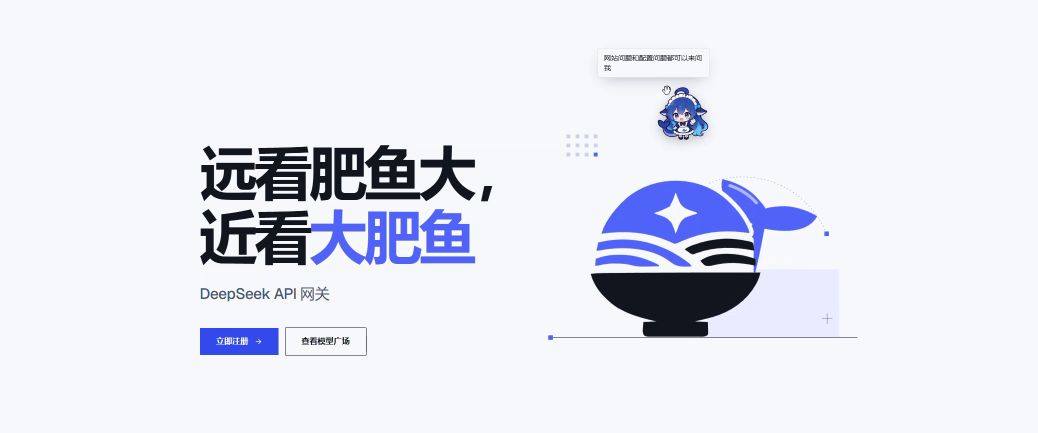 网站问题和配置问题都可以来问
我
远看肥鱼大，
近看大肥鱼
DeepSeek API 网关
立即注册 →
查看模型广场